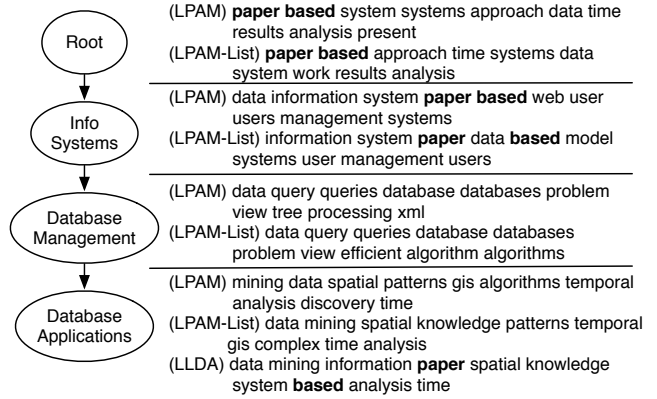 Root
(LPAM) paper based system systems approach data time
results analysis present
(LPAM-List) paper based approach time systems data
system work results analysis
Info
Systems
(LPAM) data information system paper based web user
users management systems
(LPAM-List) information system paper data based model
systems user management users
Database
Management
(LPAM) data query queries database databases problem
view tree processing xml
(LPAM-List) data query queries database databases
problem view efficient algorithm algorithms
Database
Applications
(LPAM) mining data spatial patterns gis algorithms temporal
analysis discovery time
(LPAM-List) data mining spatial knowledge patterns temporal
gis complex time analysis
(LLDA) data mining information paper spatial knowledge
system based analysis time